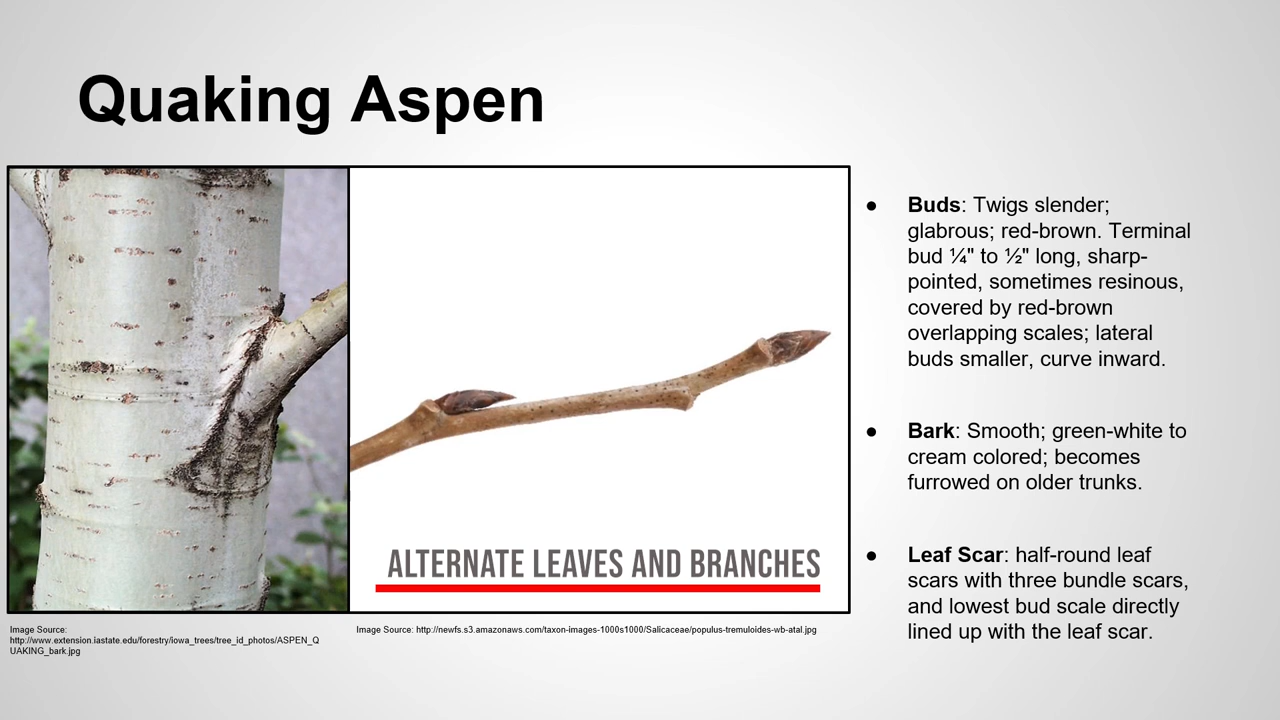 Quaking Aspen
ALTERNATE LEAVES AND BRANCHES
Image Source:
http://www.extension.iastate.edu/forestry/iowa_trees/tree_id_photos/ASPEN_Q
UAKING_bark.jpg
Image Source: http://newfs.s3.amazonaws.com/taxon-images-1000s1000/Salicaceae/populus-tremuloides-wb-atal.jpg
● Buds: Twigs slender;
glabrous; red-brown. Terminal
bud ¼" to ½" long, sharp-
pointed, sometimes resinous,
covered by red-brown
overlapping scales; lateral
buds smaller, curve inward.
● Bark: Smooth; green-white to
cream colored; becomes
furrowed on older trunks.
● Leaf Scar: half-round leaf
scars with three bundle scars,
and lowest bud scale directly
lined up with the leaf scar.